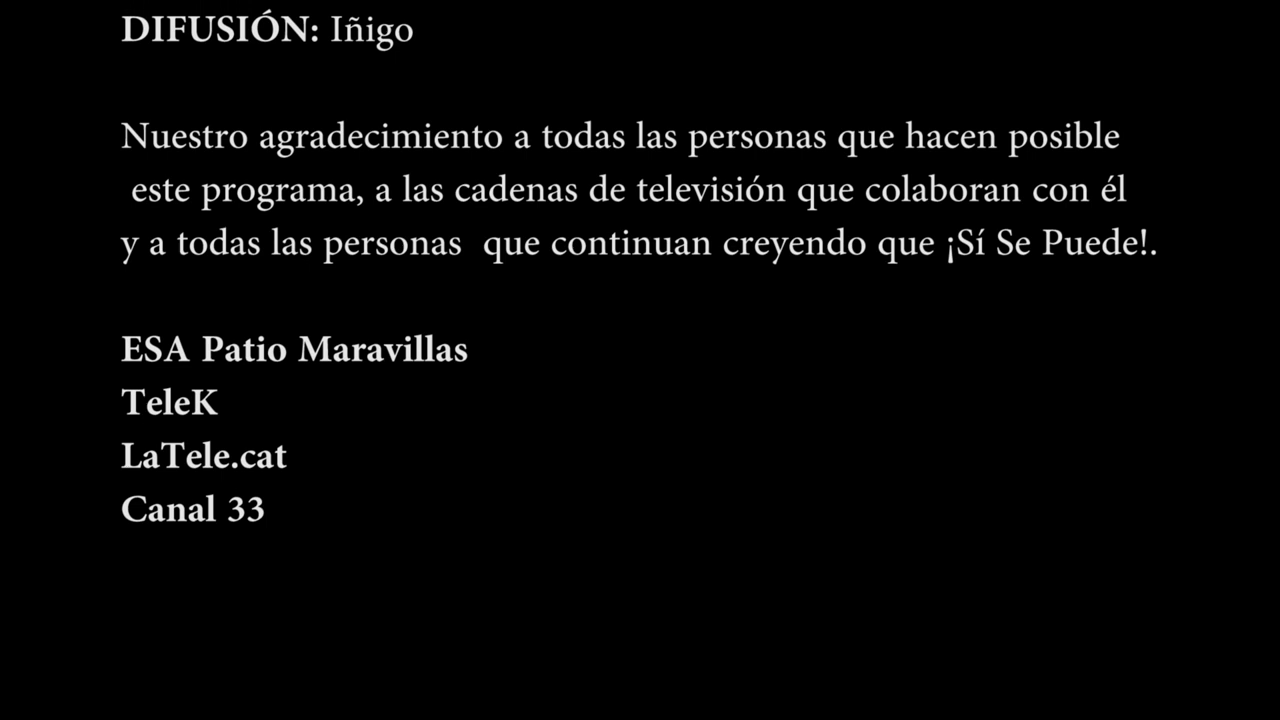 DIFUSIÓN: Iñigo
Nuestro agradecimiento a todas las personas que hacen posible
este programa, a las cadenas de televisión que colaboran con él
y a todas las personas  que continuan creyendo que ¡Sí Se Puede!.
ESA Patio Maravillas
TeleK
LaTele.cat
Canal 33